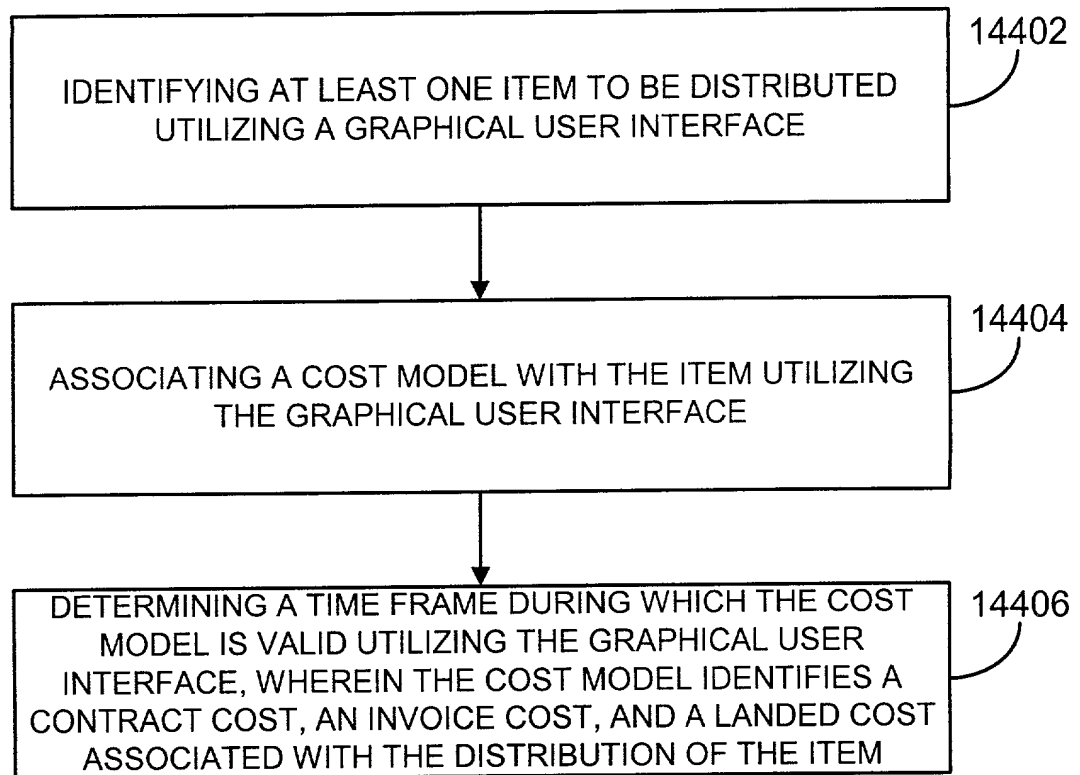 14402
IDENTIFYING AT LEAST ONE ITEM TO BE DISTRIBUTED
UTILIZING A GRAPHICAL USER INTERFACE
14404
ASSOCIATING A COST MODEL WITH THE ITEM UTILIZING
THE GRAPHICAL USER INTERFACE
14406
DETERMINING A TIME FRAME DURING WHICH THE COST
MODEL IS VALID UTILIZING THE GRAPHICAL USER
INTERFACE, WHEREIN THE COST MODEL IDENTIFIES A
CONTRACT COST, AN INVOICE COST, AND A LANDED COST
ASSOCIATED WITH THE DISTRIBUTION OF THE ITEM